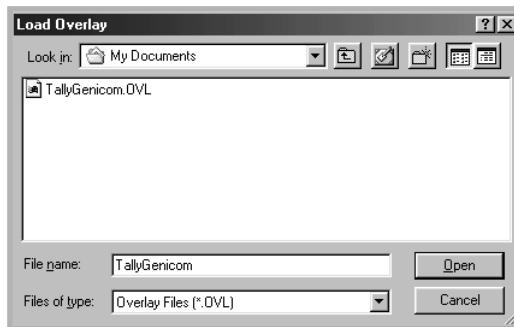 Load Overlay
Look in: My Documents
TallyGenicom.OVL
File name: TallyGenicom Open
Files of type: Overlay Files (*.OVL) Cancel